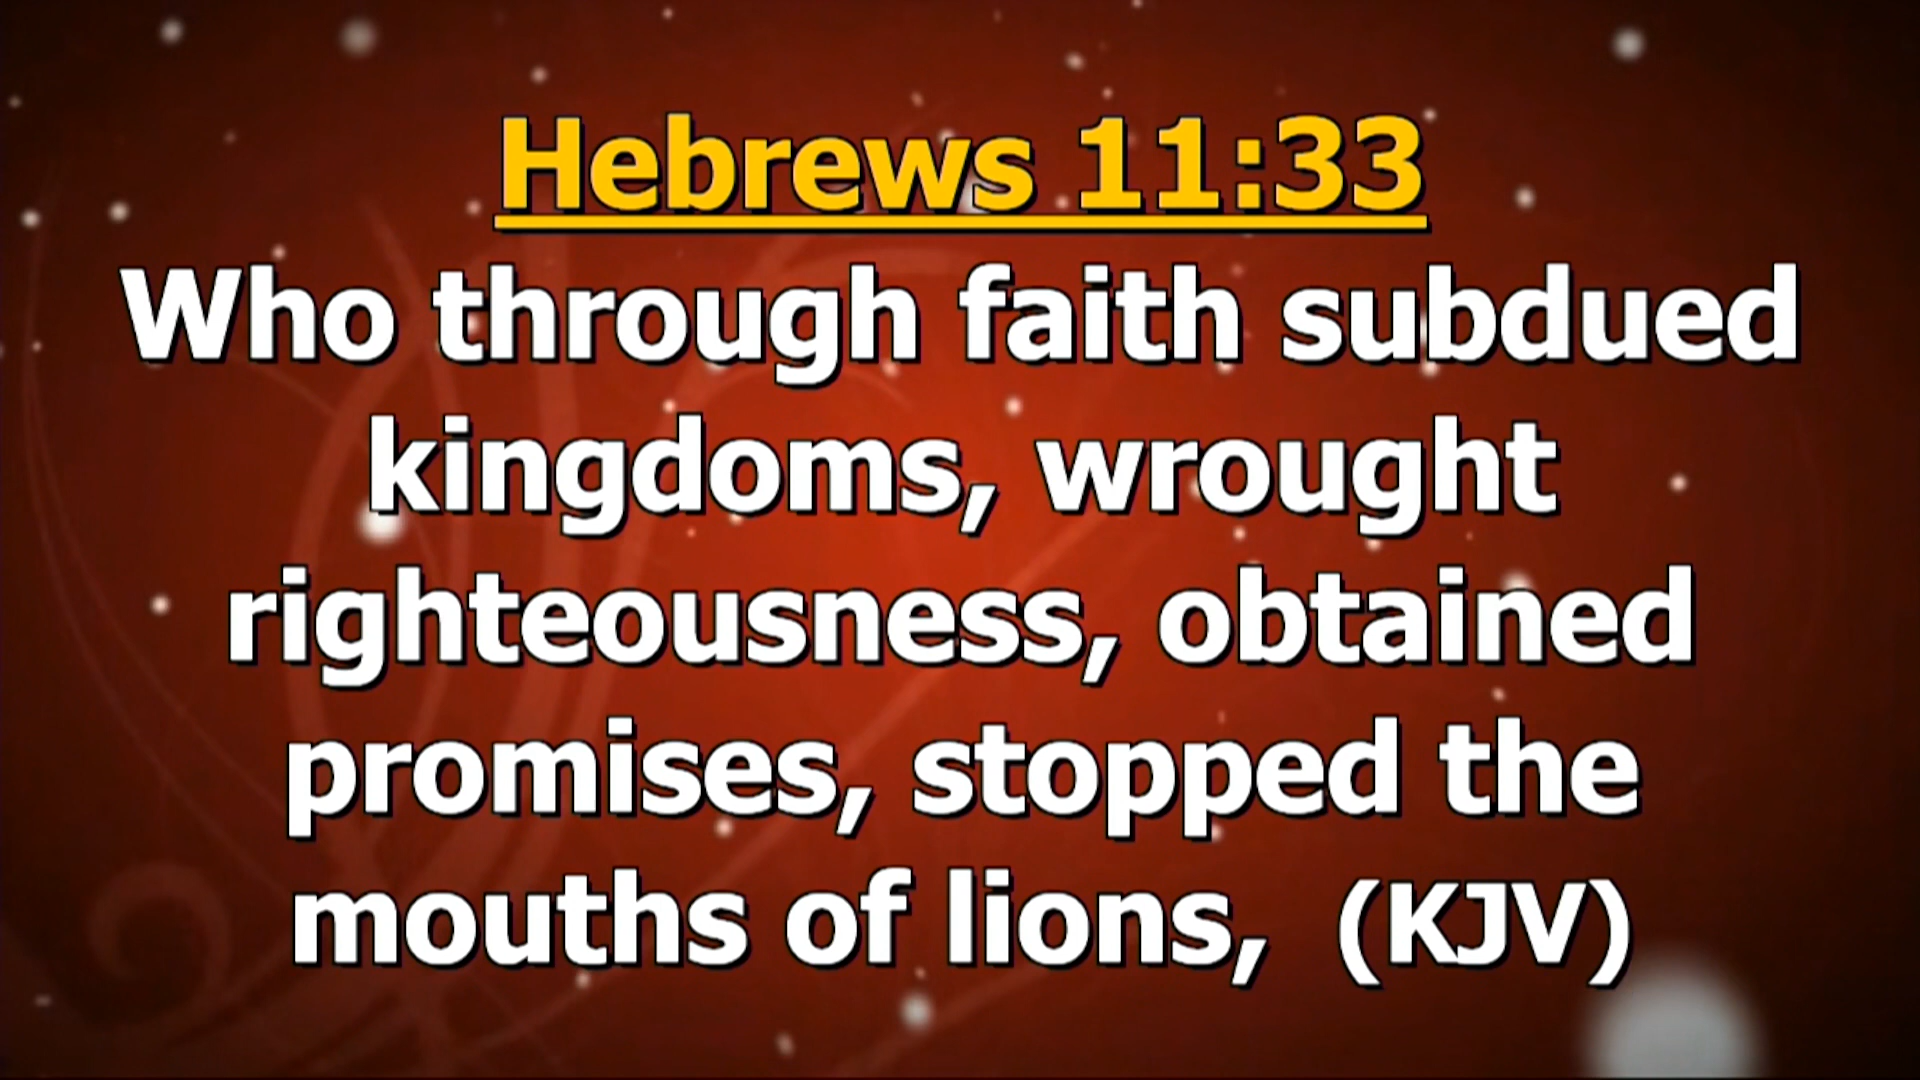 Hebrews 11:33
Who through faith subdued
kingdoms, wrought
righteousness, obtained
promises, stopped the
mouths of lions, (KJV)